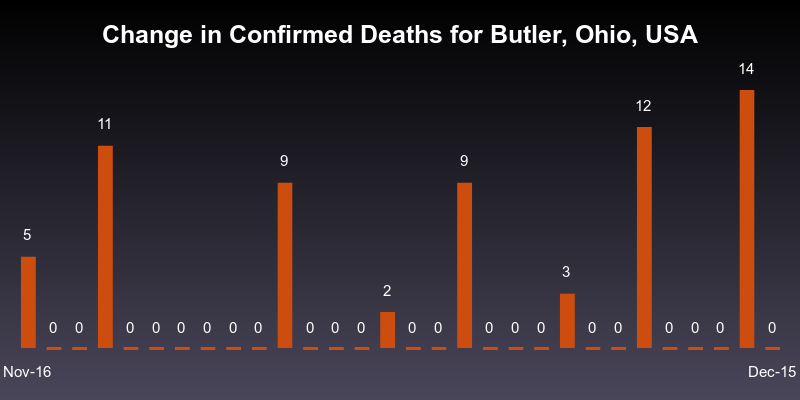 Change in Confirmed Deaths for Butler, Ohio, USA
5 0 0 11 0 0 0 0 0 0 9 0 0 0 2 0 0 9 0 0 0 3 0 0 12 0 0 0 14 0
Nov-16 Dec-15